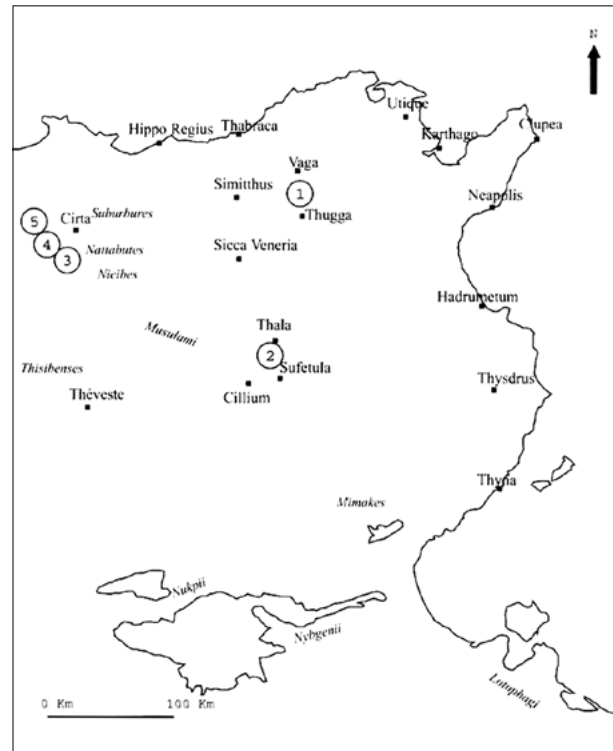 N
Utique
Clupea
Hippo Regius
Thabraca
Karthago
Vaga
Simitthus
1
Neapolis
Thugga
5
Cirta
Suburbures
4
Nattabutes
3
Sicca Veneria
Nicibes
Hadrumetum
Musulami
Thala
2
Thisibenses
Sufetula
Thysdrus
Théveste
Cillium
Thyna
Mimakes
Nukpii
Nybgenii
Lotophagi
0 Km
100 Km